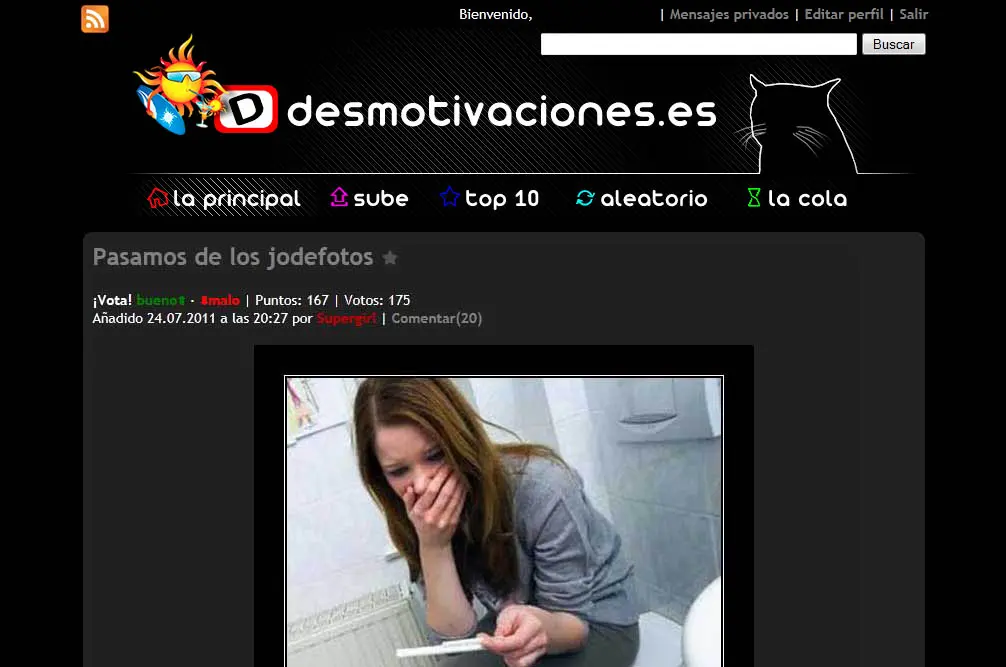 Bienvenido, | Mensajes privados | Editar perfil | Salir
Buscar
D desmotivaciones.es
la principal sube top 10 aleatorio la cola
Pasamos de los jodefotos
¡Vota! bueno · malo | Puntos: 167 | Votos: 175
Añadido 24.07.2011 a las 20:27 por Supergirl | Comentar(20)